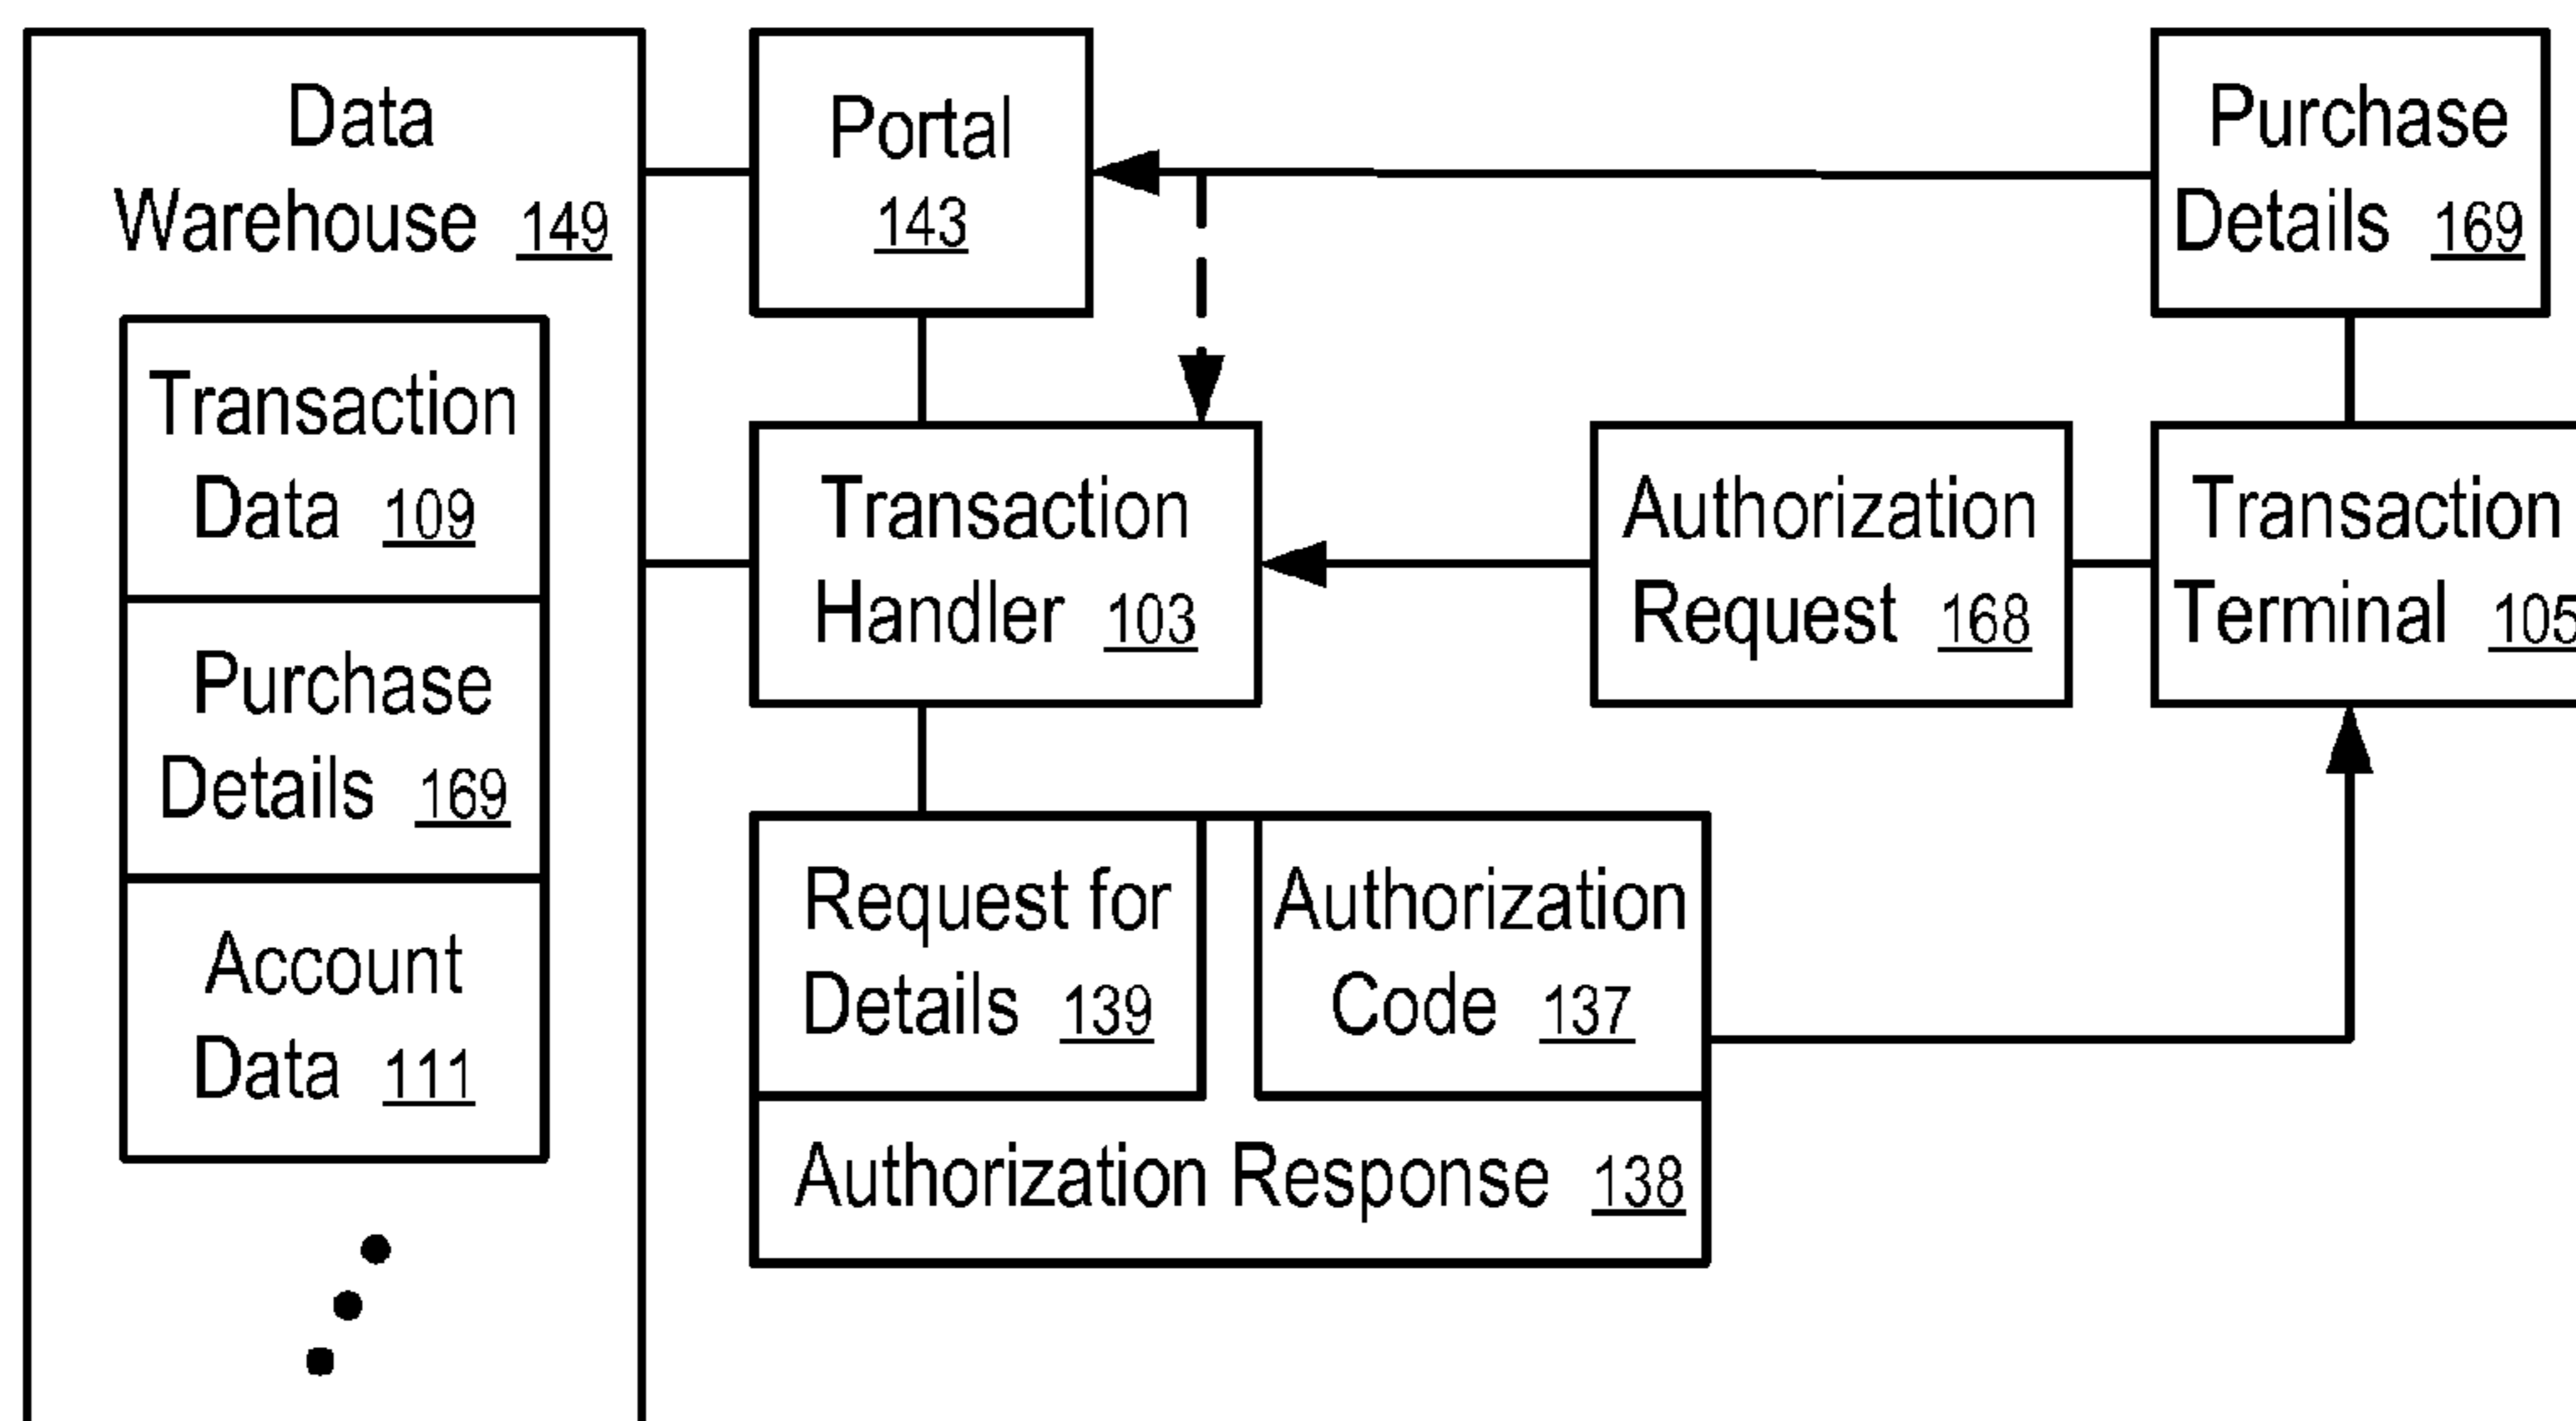 Data
Warehouse 149
Transaction
Data 109
Purchase
Details 169
Account
Data 111
Portal
143
Purchase
Details 169
Transaction
Handler 103
Authorization
Request 168
Transaction
Terminal 105
Request for
Details 139
Authorization
Code 137
Authorization Response 138